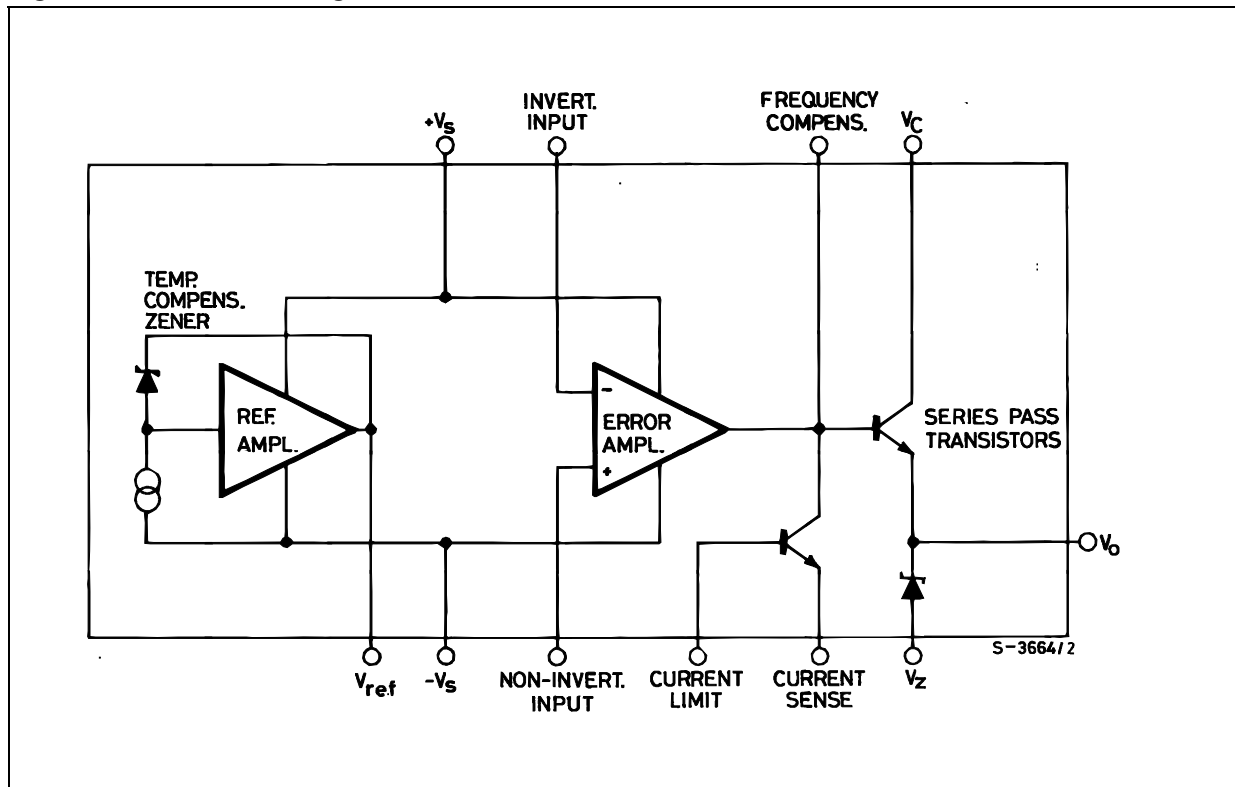 +VS
INVERT.
INPUT
FREQUENCY
COMPENS.
VC
TEMP.
COMPENS.
ZENER
REF.
AMPL.
-
ERROR
AMPL.
+
SERIES PASS
TRANSISTORS
Vo
S-3664/2
Vref
-VS
NON-INVERT.
INPUT
CURRENT
LIMIT
CURRENT
SENSE
VZ